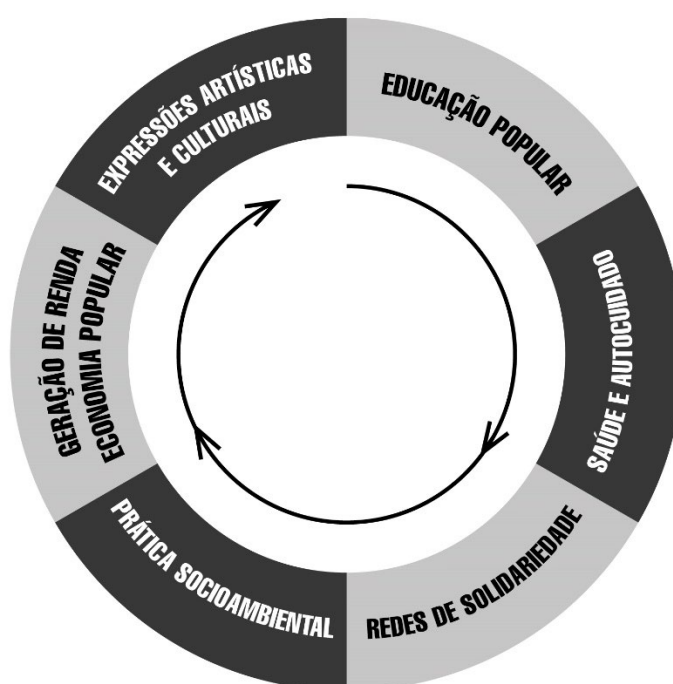 EDUCAÇÃO POPULAR
SAÚDE E AUTOCUIDADO
REDES DE SOLIDARIEDADE
PRÁTICA SOCIOAMBIENTAL
GERAÇÃO DE RENDA
ECONOMIA POPULAR
EXPRESSÕES ARTÍSTICAS
E CULTURAIS